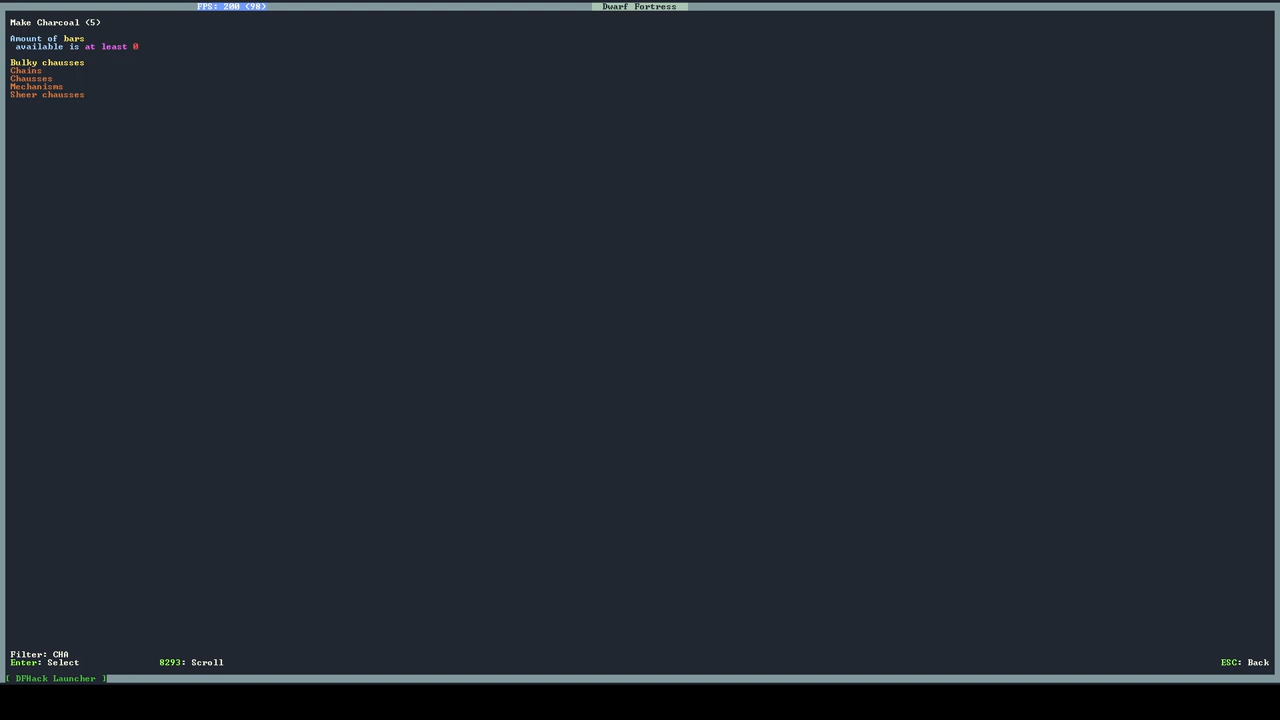 FPS: 200 (98)
Dwarf Fortress
Make Charcoal (5)
Amount of bars
available is at least 0
Bulky chausses
Chains
Chausses
Mechanisms
Sheer chausses
Filter: CHA
Enter: Select 8293: Scroll ESC: Back
[ DFHack Launcher ]